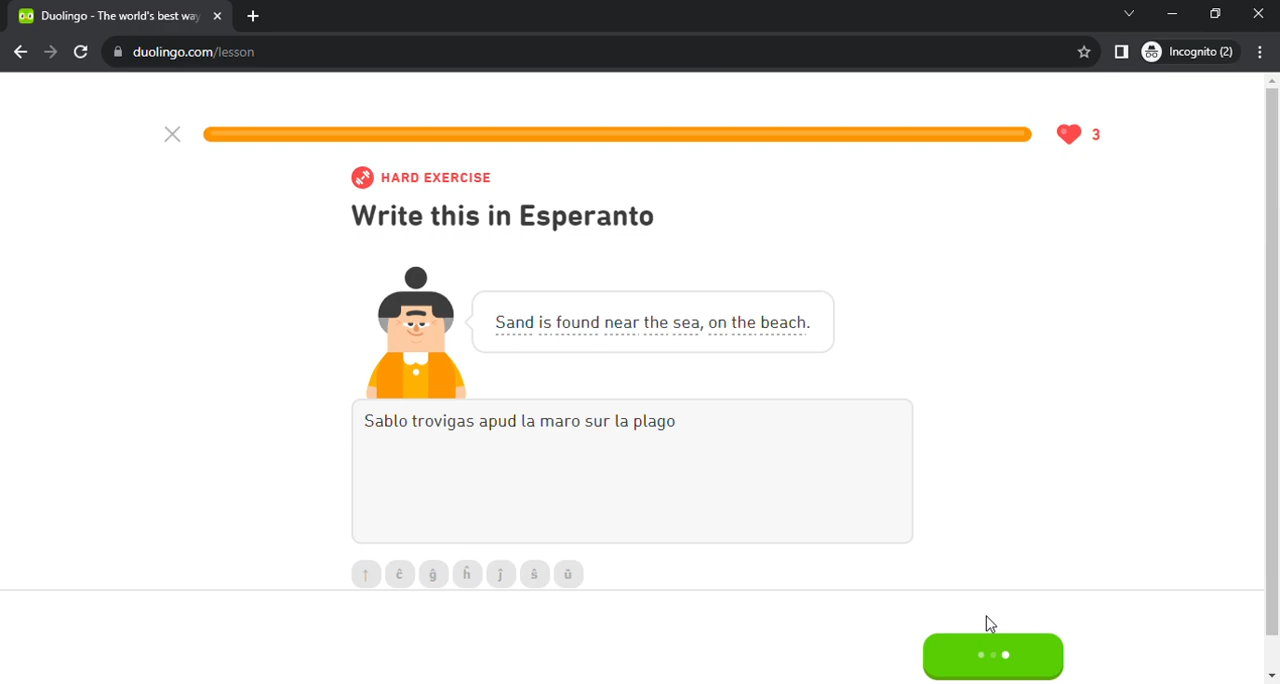 Duolingo - The world's best way
duolingo.com/lesson
Incognito (2)
3
HARD EXERCISE
Write this in Esperanto
Sand is found near the sea, on the beach.
Sablo trovigas apud la maro sur la plago
↑ ĉ ĝ ĥ ĵ ŝ ŭ